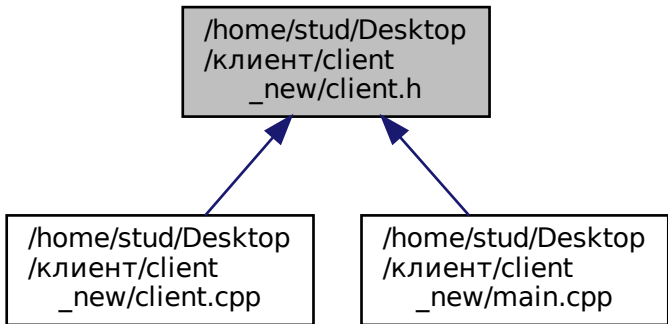 /home/stud/Desktop
/клиент/client
_new/client.h
/home/stud/Desktop
/клиент/client
_new/client.cpp
/home/stud/Desktop
/клиент/client
_new/main.cpp